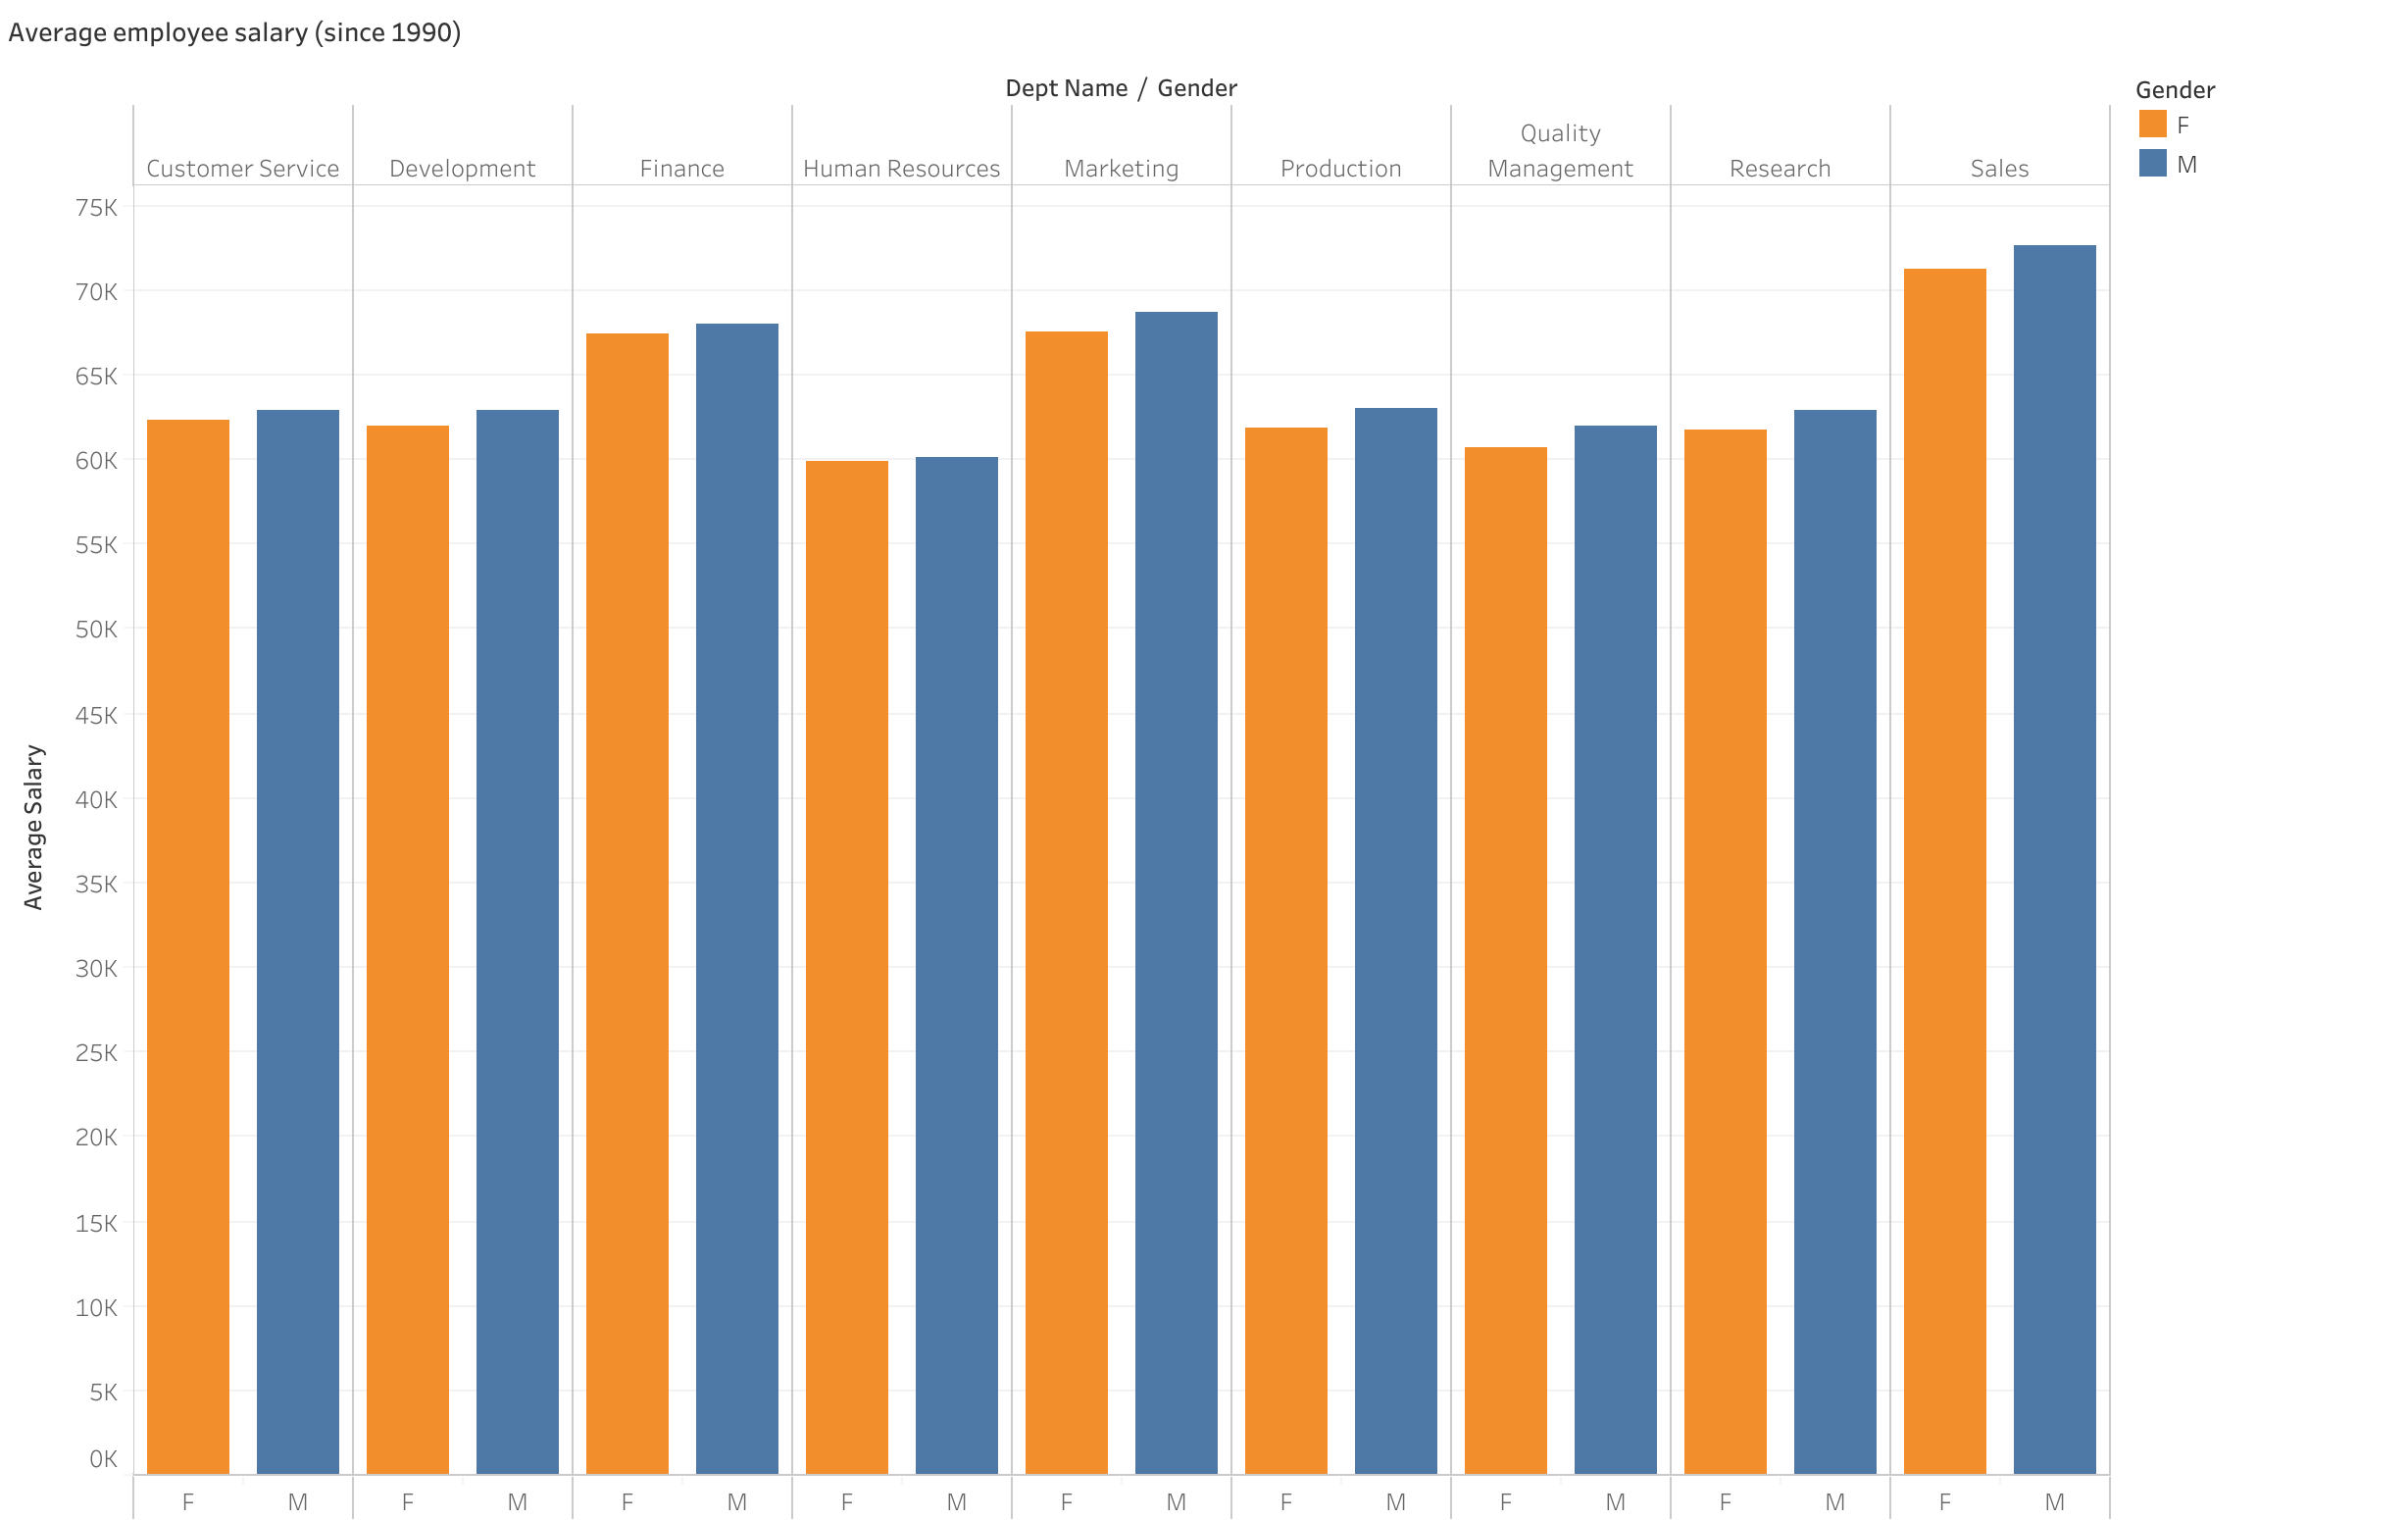 Average employee salary (since 1990)
Dept Name / Gender
Customer Service Development Finance Human Resources Marketing Production Quality Management Research Sales
75K
70K
65K
60K
55K
50K
45K
40K
35K
30K
25K
20K
15K
10K
5K
0K
Average Salary
F M F M F M F M F M F M F M F M F M
Gender
F
M